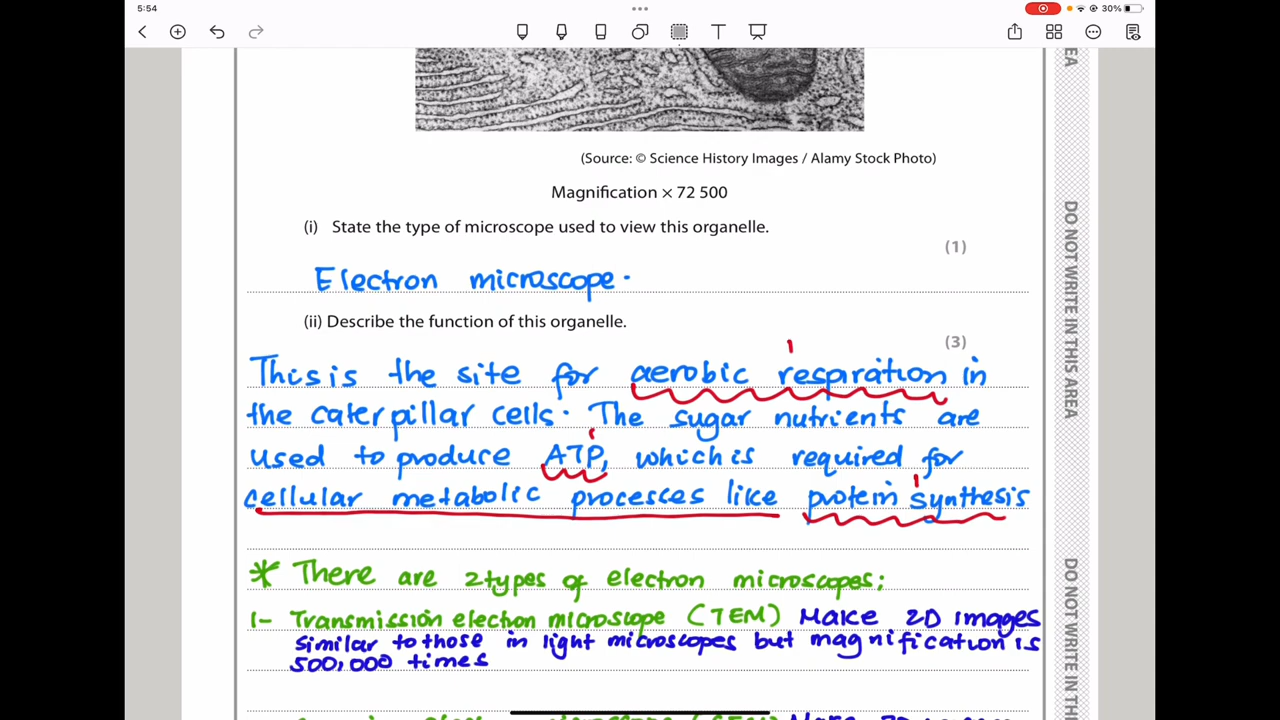 5:54
30%
EA
(Source: © Science History Images / Alamy Stock Photo)
Magnification × 72 500
(i) State the type of microscope used to view this organelle.
(1)
Electron microscope.
(ii) Describe the function of this organelle.
(3)
This is the site for aerobic respiration in
the caterpillar cells. The sugar nutrients are
used to produce ATP, which is required for
cellular metabolic processes like protein synthesis
* There are 2 types of electron microscopes;
1- Transmission electron microscope (TEM) Make 2D images
similar to those in light microscopes but magnification is
500,000 times
DO NOT WRITE IN THIS AREA
DO NOT WRITE IN TH